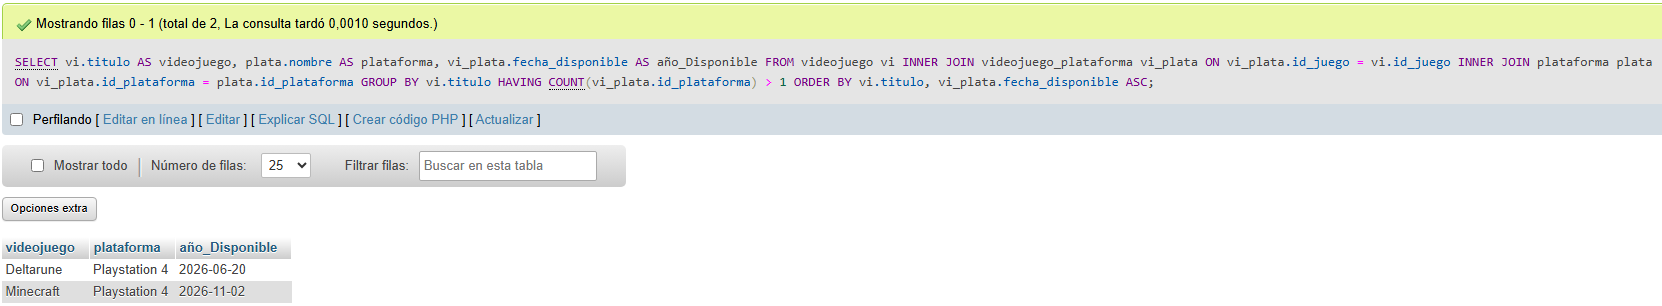 Mostrando filas 0 - 1 (total de 2, La consulta tardó 0,0010 segundos.)
SELECT vi.titulo AS videojuego, plata.nombre AS plataforma, vi_plata.fecha_disponible AS año_Disponible FROM videojuego vi INNER JOIN videojuego_plataforma vi_plata ON vi_plata.id_juego = vi.id_juego INNER JOIN plataforma plata
ON vi_plata.id_plataforma = plata.id_plataforma GROUP BY vi.titulo HAVING COUNT(vi_plata.id_plataforma) > 1 ORDER BY vi.titulo, vi_plata.fecha_disponible ASC;
Perfilando [ Editar en línea ] [ Editar ] [ Explicar SQL ] [ Crear código PHP ] [ Actualizar ]
Mostrar todo Número de filas: 25 Filtrar filas: Buscar en esta tabla
Opciones extra
videojuego plataforma año_Disponible
Deltarune Playstation 4 2026-06-20
Minecraft Playstation 4 2026-11-02